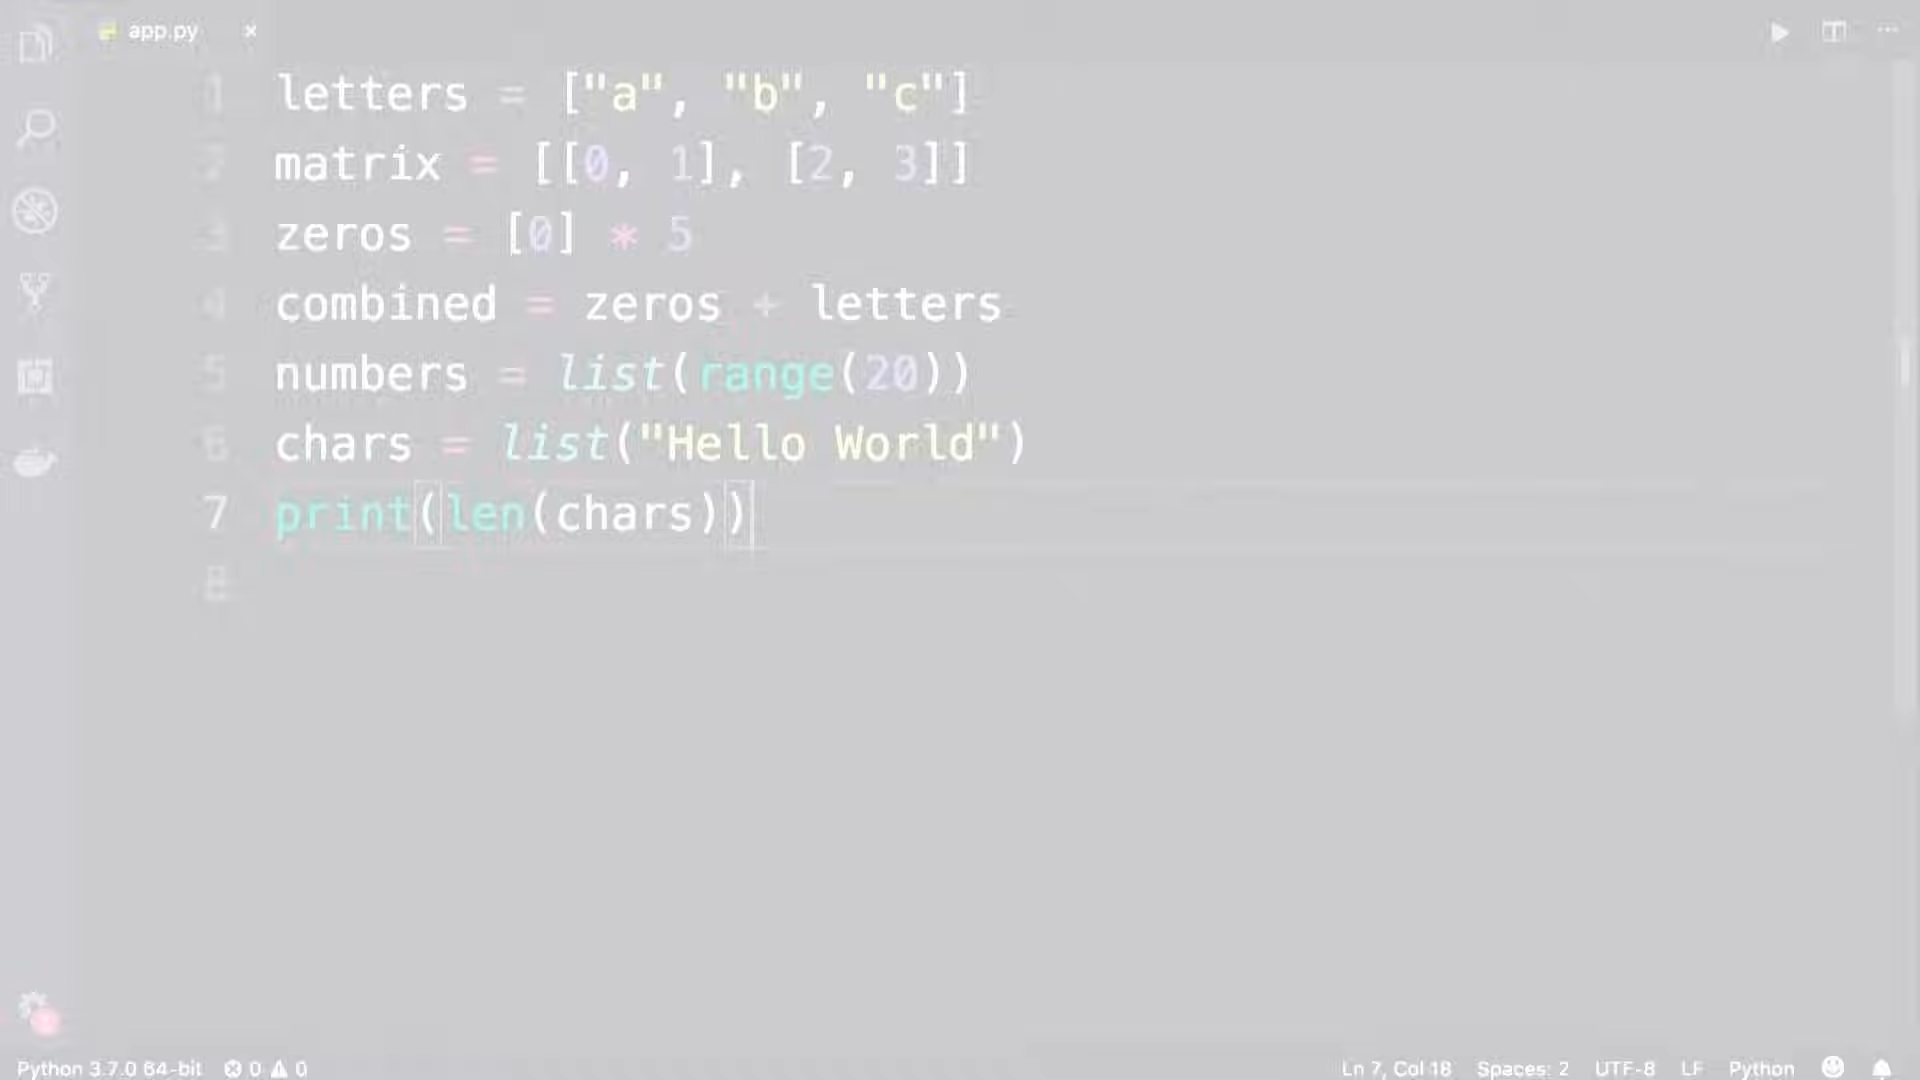 app.py ×
1 letters = ["a", "b", "c"]
2 matrix = [[0, 1], [2, 3]]
3 zeros = [0] * 5
4 combined = zeros + letters
5 numbers = list(range(20))
6 chars = list("Hello World")
7 print(len(chars))
8
Python 3.7.0 64-bit 0 0 Ln 7, Col 18 Spaces: 2 UTF-8 LF Python